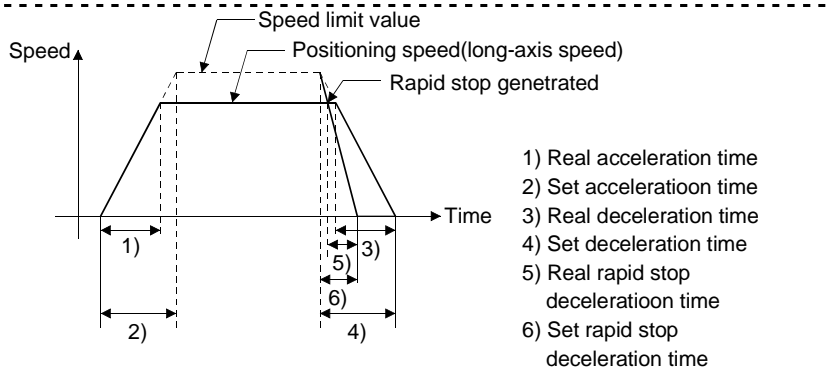 Speed limit value
Speed
Positioning speed(long-axis speed)
Rapid stop genetrated
Time
1)
3)
5)
6)
2)
4)
1) Real acceleration time
2) Set acceleratioon time
3) Real deceleration time
4) Set deceleration time
5) Real rapid stop
deceleratioon time
6) Set rapid stop
deceleration time